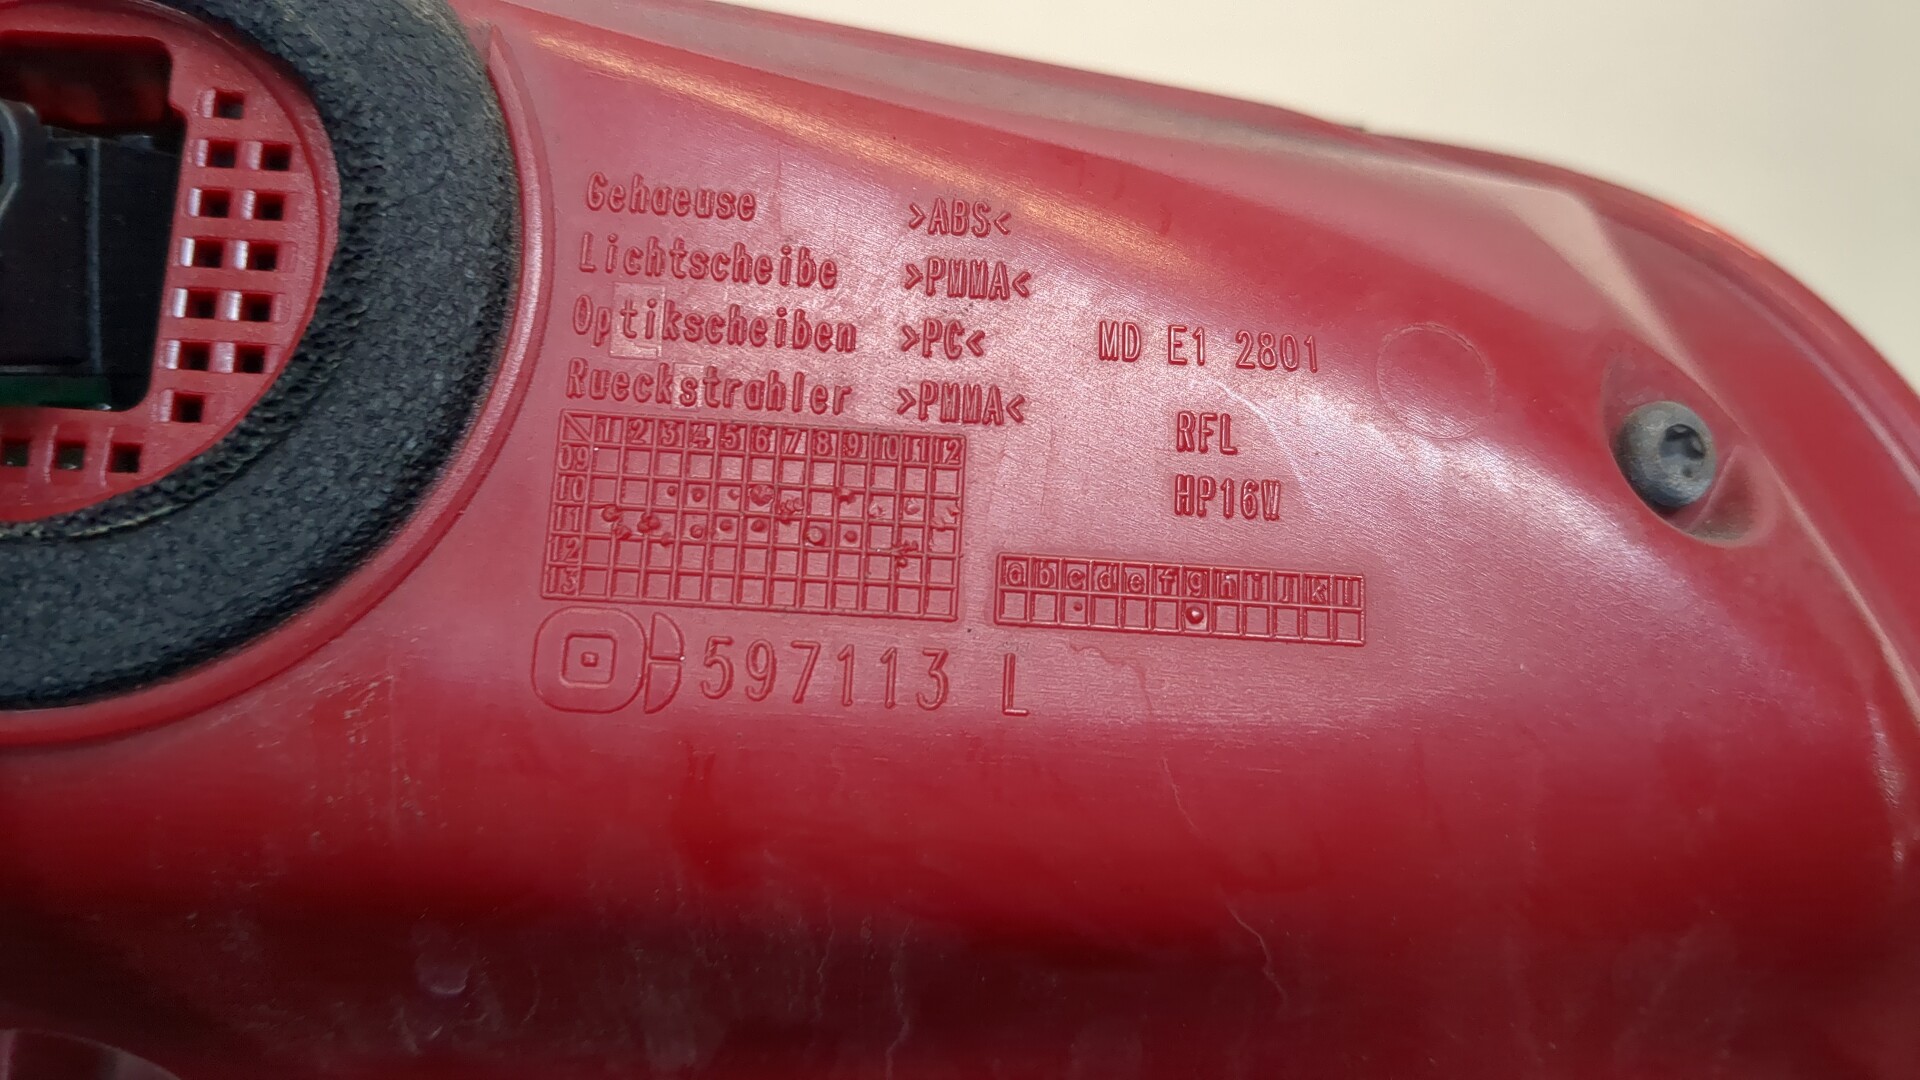 Gehaeuse >ABS<
Lichtscheibe >PMMA<
Optikscheiben >PC<
Rueckstrahler >PMMA<
MD E1 2801
RFL
HP16W
1 2 3 4 5 6 7 8 9 10 11 12
09
10
11
12
13
a b c d e f g h i j k l
597113 L